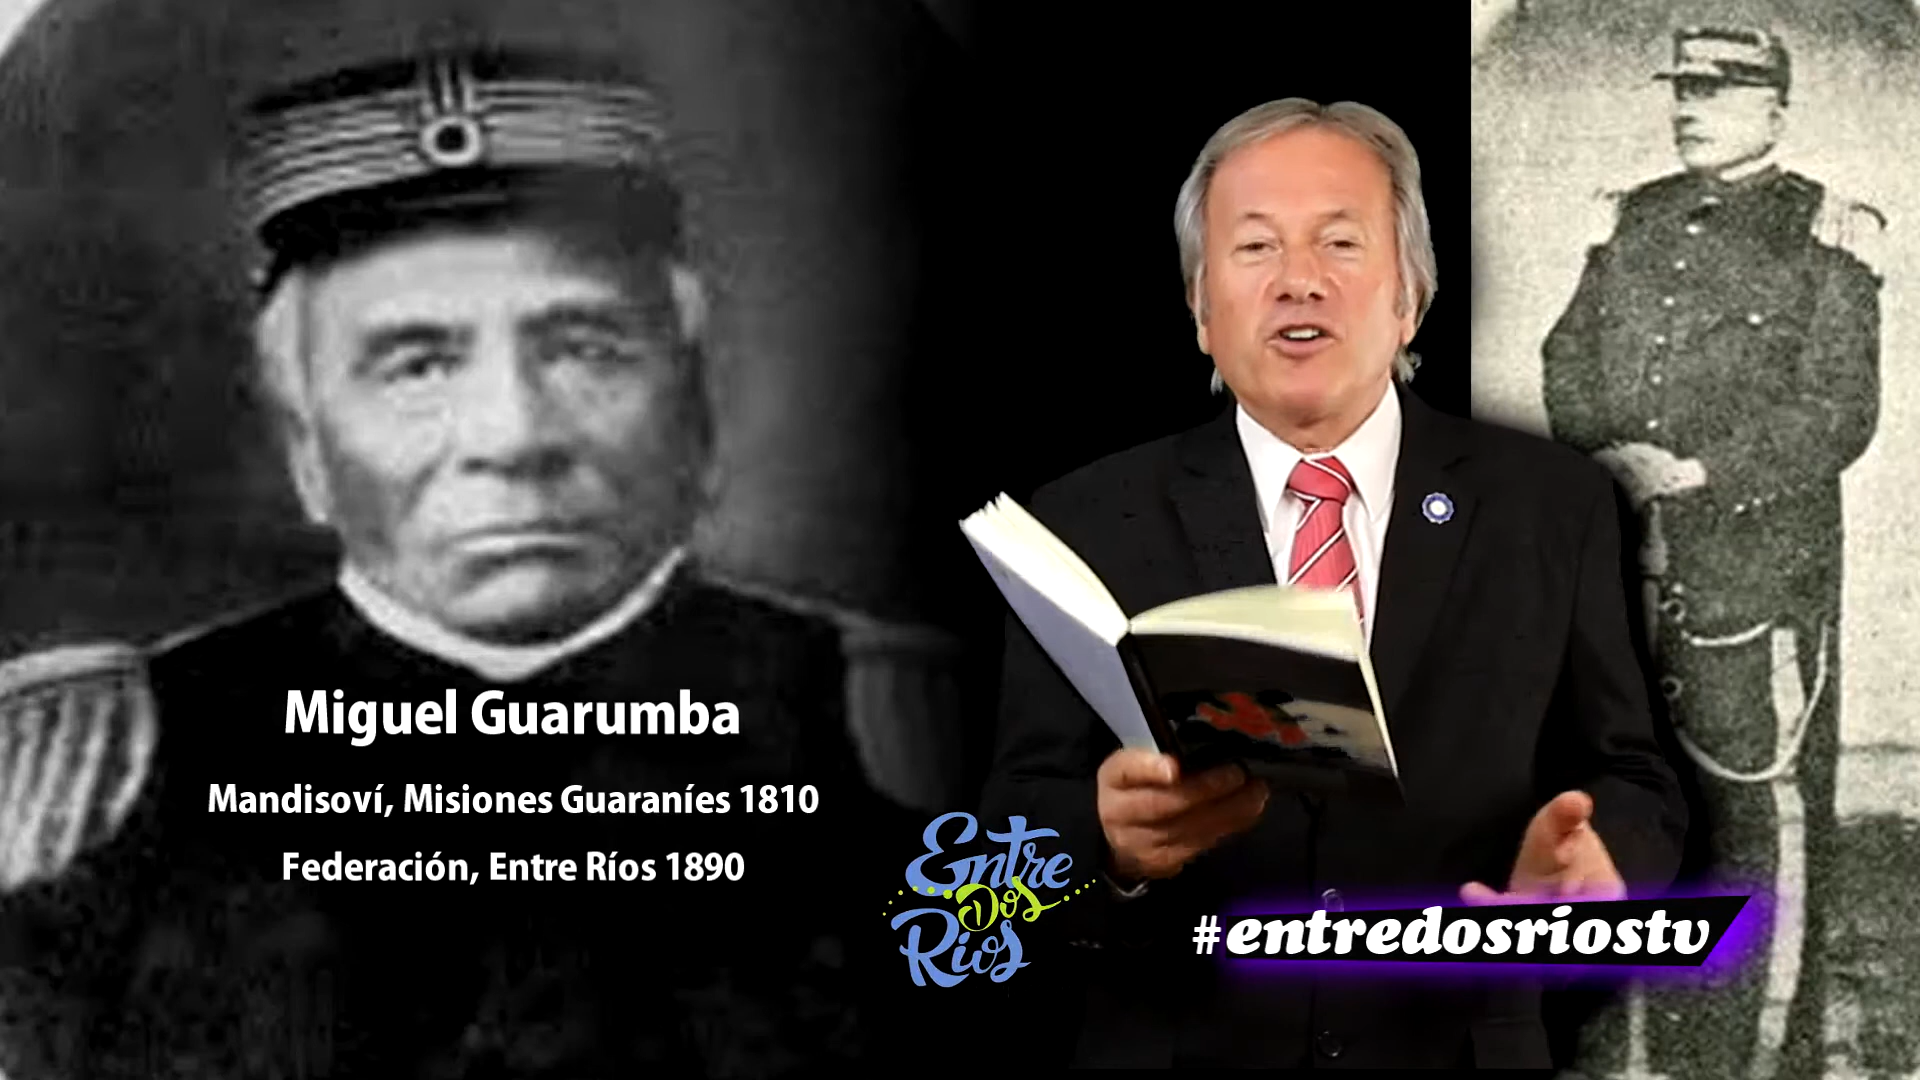 Miguel Guarumba
Mandisoví, Misiones Guaraníes 1810
Federación, Entre Ríos 1890
Entre
Dos
Ríos
#entredosriostv